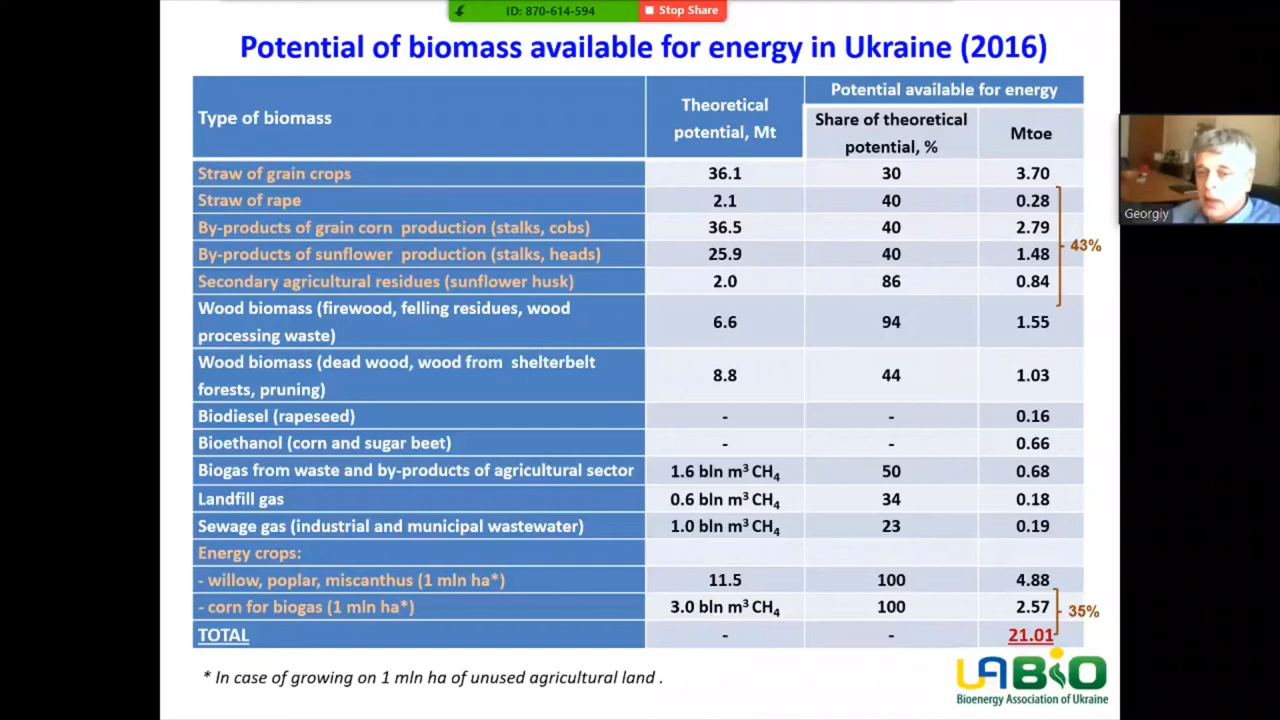 ID: 870-614-594
Stop Share
Potential of biomass available for energy in Ukraine (2016)
Type of biomass
Theoretical
potential, Mt
Potential available for energy
Share of theoretical
potential, %
Mtoe
Straw of grain crops 36.1 30 3.70
Straw of rape 2.1 40 0.28
By-products of grain corn production (stalks, cobs) 36.5 40 2.79
By-products of sunflower production (stalks, heads) 25.9 40 1.48
43%
Secondary agricultural residues (sunflower husk) 2.0 86 0.84
Wood biomass (firewood, felling residues, wood
processing waste) 6.6 94 1.55
Wood biomass (dead wood, wood from shelterbelt
forests, pruning) 8.8 44 1.03
Biodiesel (rapeseed) - - 0.16
Bioethanol (corn and sugar beet) - - 0.66
Biogas from waste and by-products of agricultural sector 1.6 bln m³ CH₄ 50 0.68
Landfill gas 0.6 bln m³ CH₄ 34 0.18
Sewage gas (industrial and municipal wastewater) 1.0 bln m³ CH₄ 23 0.19
Energy crops:
- willow, poplar, miscanthus (1 mln ha*) 11.5 100 4.88
- corn for biogas (1 mln ha*) 3.0 bln m³ CH₄ 100 2.57
35%
TOTAL - - 21.01
* In case of growing on 1 mln ha of unused agricultural land .
UABIO
Bioenergy Association of Ukraine
Georgiy